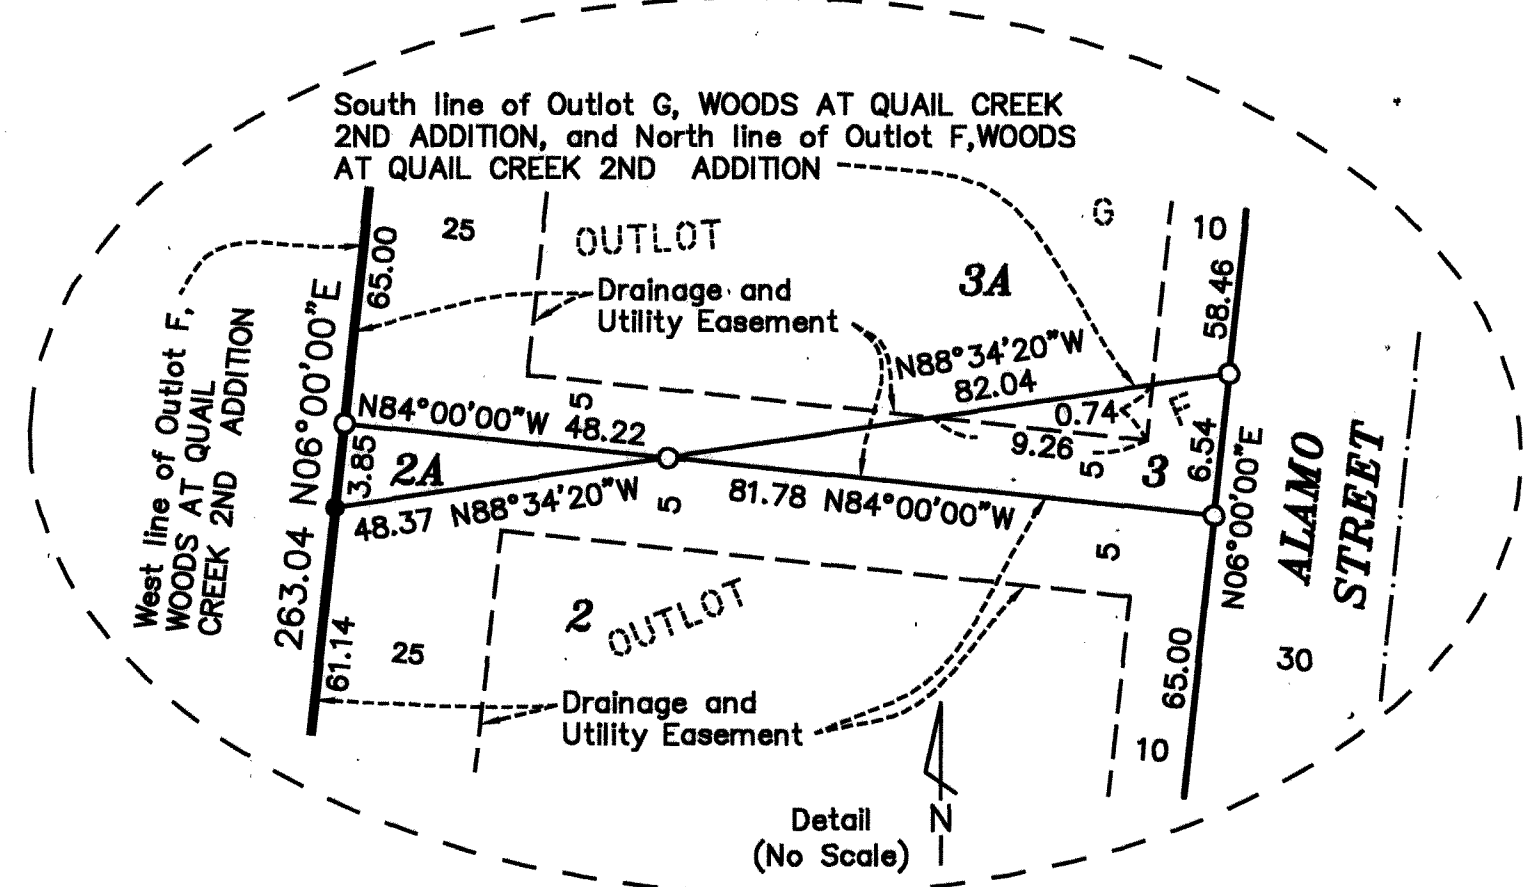 South line of Outlot G, WOODS AT QUAIL CREEK
2ND ADDITION, and North line of Outlot F,WOODS
AT QUAIL CREEK 2ND ADDITION
G
10
25
OUTLOT
65.00
3A
58.46
Drainage and
Utility Easement
N88°34'20"W
82.04
West line of Outlot F,
WOODS AT QUAIL
CREEK 2ND ADDITION
263.04 N06°00'00"E
N84°00'00"W 48.22
5
0.74
F
9.26
5
3
6.54
N06°00'00"E
ALAMO
STREET
3.85
2A
48.37 N88°34'20"W
5
81.78 N84°00'00"W
5
2
OUTLOT
61.14
25
65.00
30
Drainage and
Utility Easement
10
Detail
(No Scale)
N